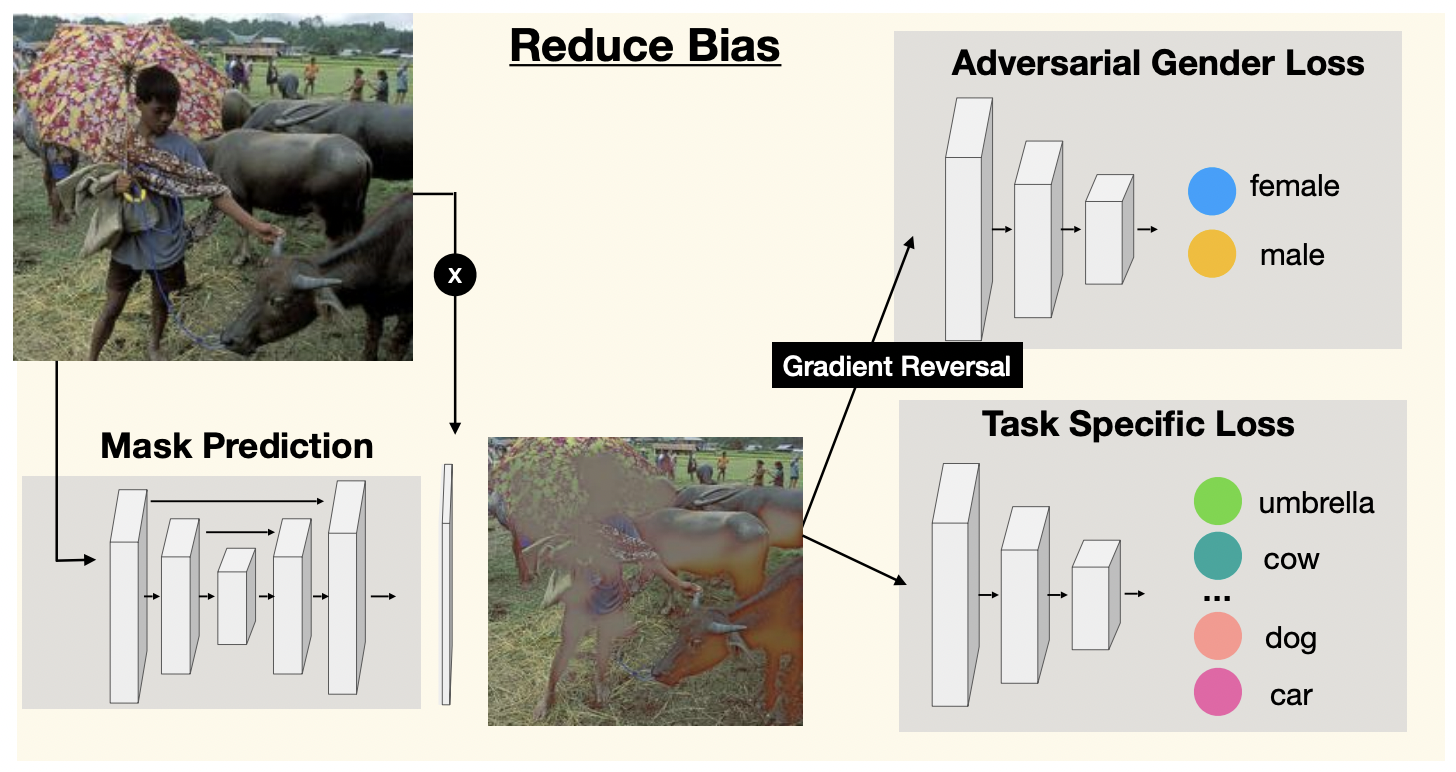 Reduce Bias
Adversarial Gender Loss
female
male
X
Gradient Reversal
Mask Prediction
Task Specific Loss
umbrella
cow
...
dog
car